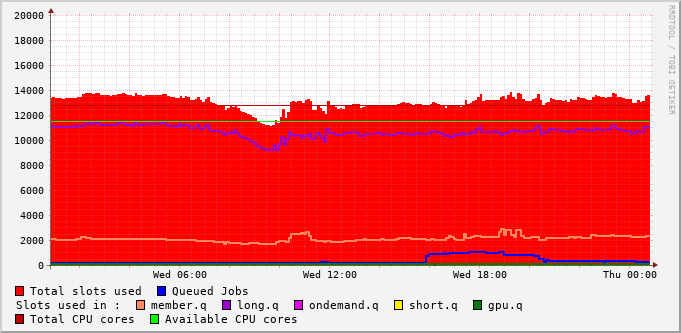 20000
18000
16000
14000
12000
10000
8000
6000
4000
2000
0
Wed 06:00 Wed 12:00 Wed 18:00 Thu 00:00
RRDTOOL / TOBI OETIKER
Total slots used Queued Jobs
Slots used in : member.q long.q ondemand.q short.q gpu.q
Total CPU cores Available CPU cores